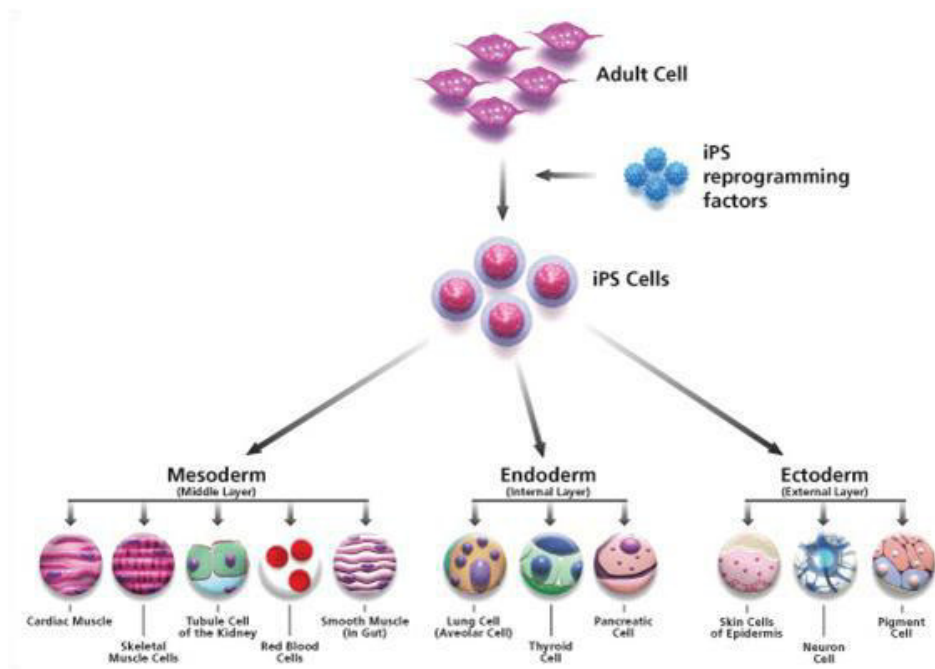 Adult Cell
iPS
reprogramming
factors
iPS Cells
Mesoderm
(Middle Layer)
Endoderm
(Internal Layer)
Ectoderm
(External Layer)
Cardiac Muscle
Skeletal
Muscle Cells
Tubule Cell
of the Kidney
Red Blood
Cells
Smooth Muscle
(in Gut)
Lung Cell
(Aveolar Cell)
Thyroid
Cell
Pancreatic
Cell
Skin Cells
of Epidermis
Neuron
Cell
Pigment
Cell